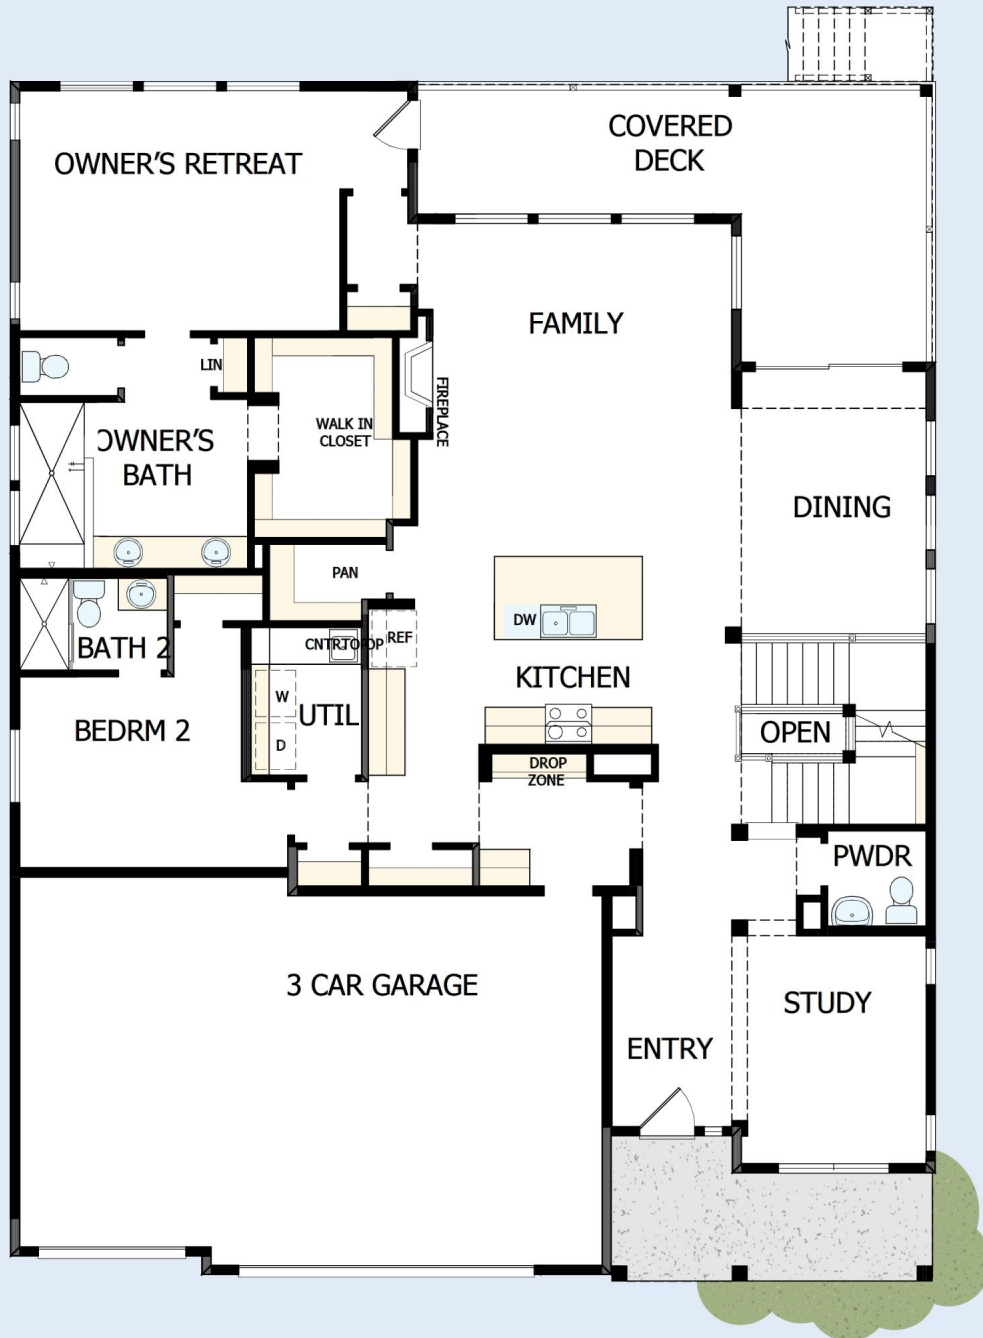 COVERED
DECK
OWNER'S RETREAT
FAMILY
LIN
FIREPLACE
WALK IN
CLOSET
OWNER'S
BATH
DINING
PAN
DW
BATH 2
CNTRTOP
OP
REF
KITCHEN
W
UTIL
BEDRM 2
D
OPEN
DROP
ZONE
PWDR
3 CAR GARAGE
STUDY
ENTRY